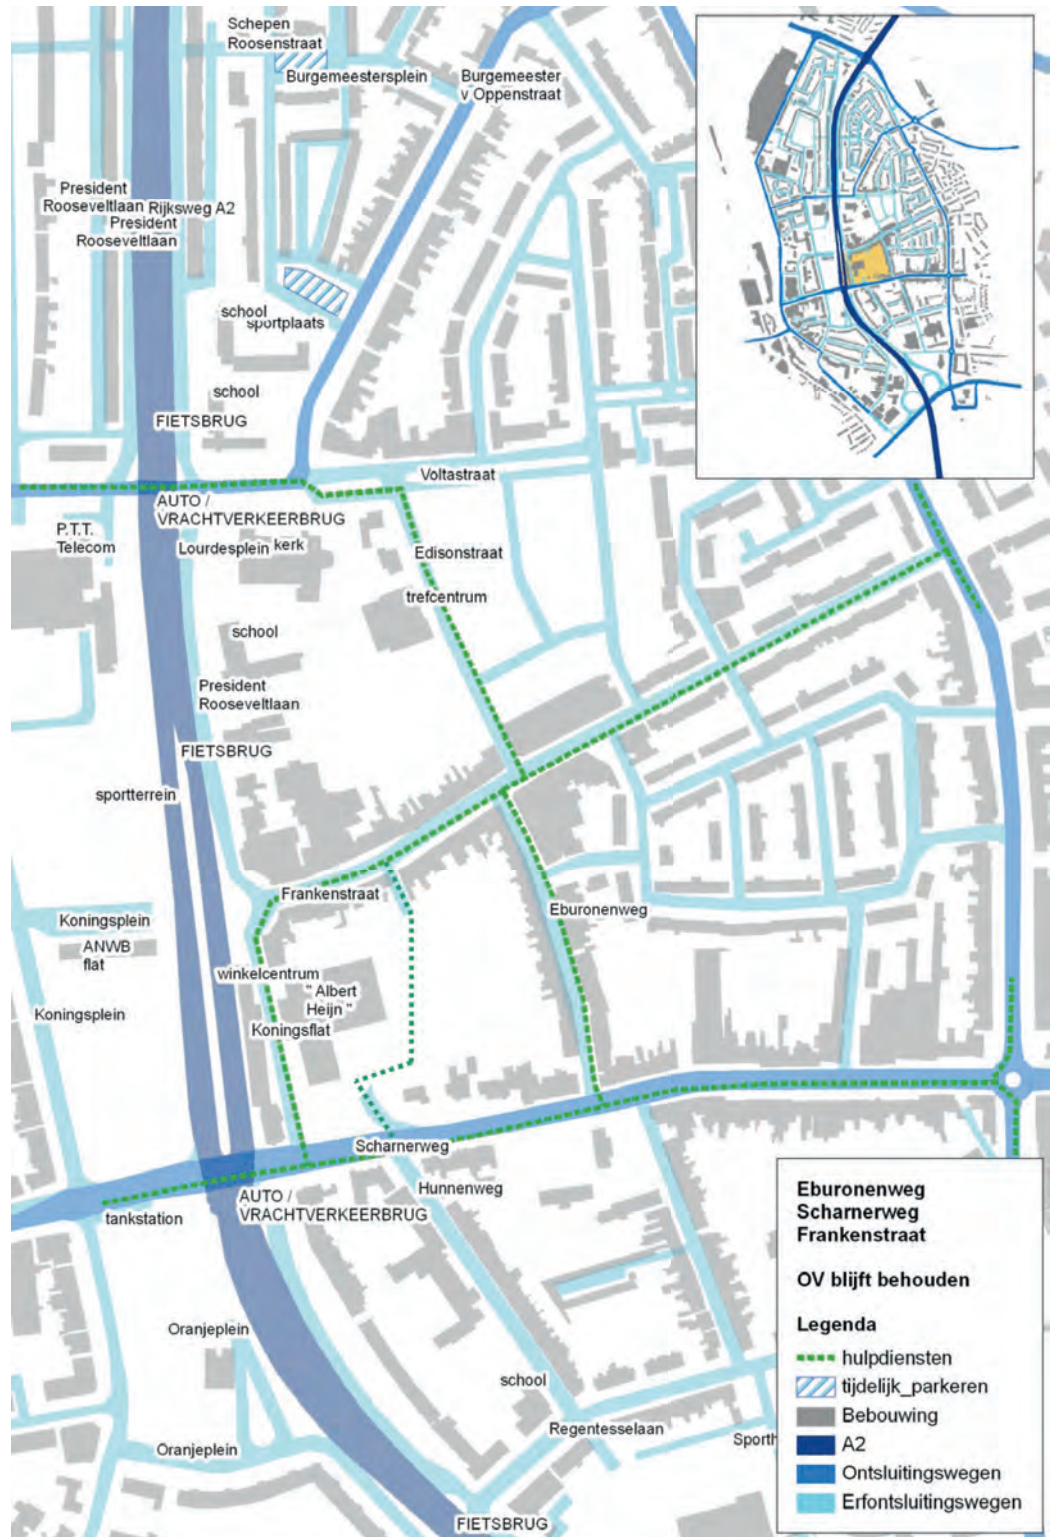 Schepen
Roosenstraat
Burgemeestersplein
Burgemeester
v Oppenstraat
President
Rooseveltlaan
Rijksweg A2
President
Rooseveltlaan
school
sportplaats
school
FIETSBRUG
Voltastraat
AUTO /
VRACHTVERKEERBRUG
P.T.T.
Telecom
Lourdesplein
kerk
Edisonstraat
trefcentrum
school
President
Rooseveltlaan
FIETSBRUG
sportterrein
Frankenstraat
Eburonenweg
Koningsplein
ANWB
flat
winkelcentrum
" Albert
Heijn "
Koningsplein
Koningsflat
Scharnerweg
Hunnenweg
AUTO /
VRACHTVERKEERBRUG
tankstation
Oranjeplein
school
Regentesselaan
Sporth
Oranjeplein
FIETSBRUG
Eburonenweg
Scharnerweg
Frankenstraat
OV blijft behouden
Legenda
hulpdiensten
tijdelijk_parkeren
Bebouwing
A2
Ontsluitingswegen
Erfontsluitingswegen